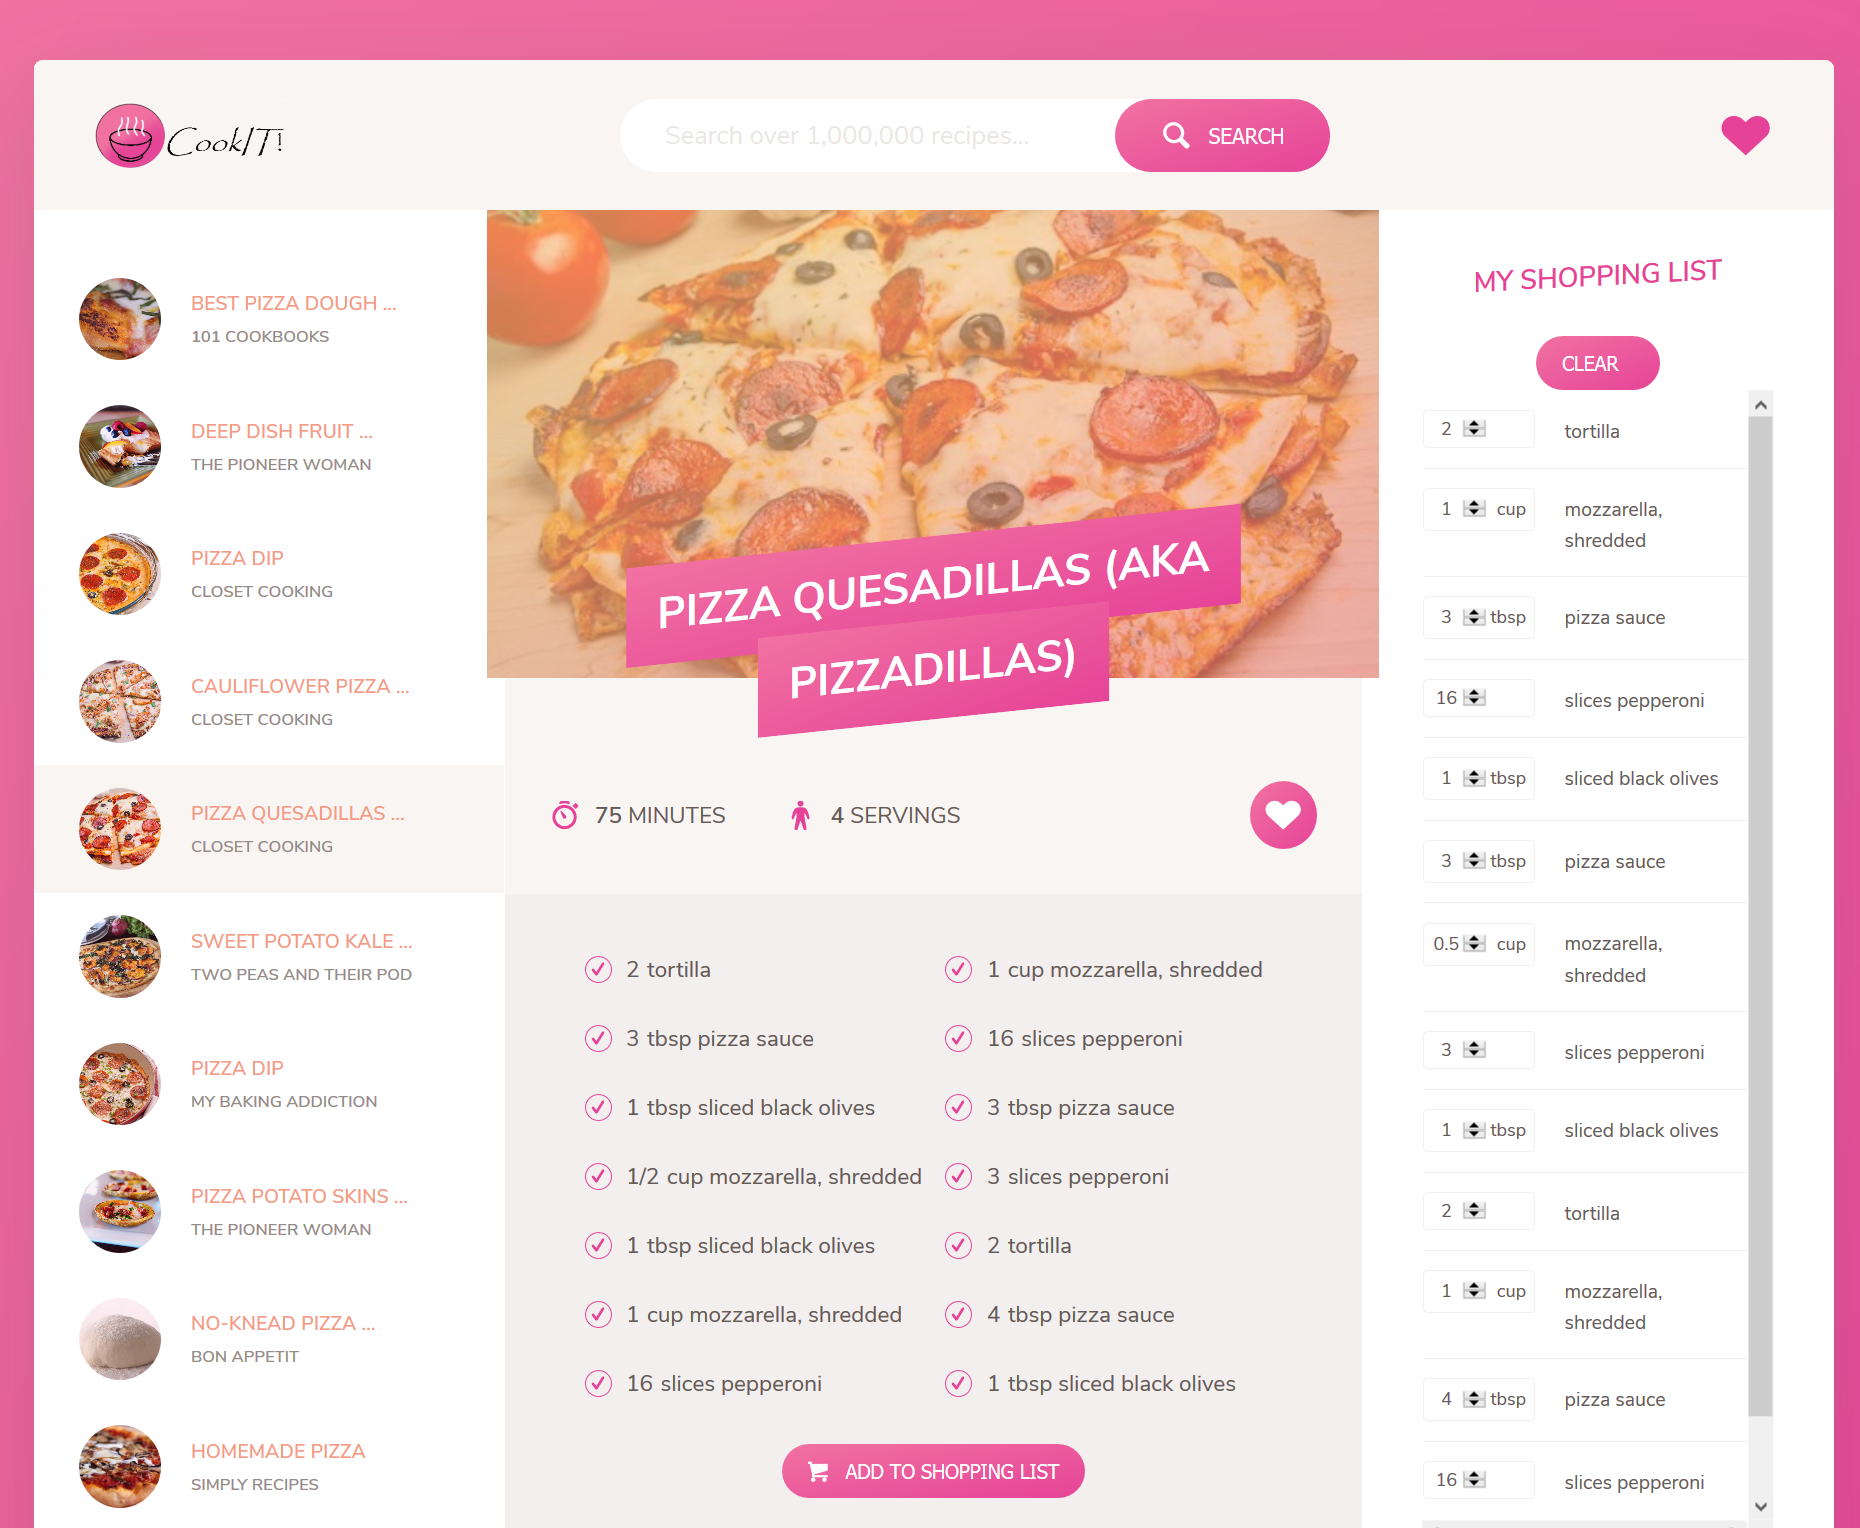 CookIT!
Search over 1,000,000 recipes...
SEARCH
BEST PIZZA DOUGH ...
101 COOKBOOKS
DEEP DISH FRUIT ...
THE PIONEER WOMAN
PIZZA DIP
CLOSET COOKING
CAULIFLOWER PIZZA ...
CLOSET COOKING
PIZZA QUESADILLAS ...
CLOSET COOKING
SWEET POTATO KALE ...
TWO PEAS AND THEIR POD
PIZZA DIP
MY BAKING ADDICTION
PIZZA POTATO SKINS ...
THE PIONEER WOMAN
NO-KNEAD PIZZA ...
BON APPETIT
HOMEMADE PIZZA
SIMPLY RECIPES
PIZZA QUESADILLAS (AKA
PIZZADILLAS)
75 MINUTES
4 SERVINGS
2 tortilla
1 cup mozzarella, shredded
3 tbsp pizza sauce
16 slices pepperoni
1 tbsp sliced black olives
3 tbsp pizza sauce
1/2 cup mozzarella, shredded
3 slices pepperoni
1 tbsp sliced black olives
2 tortilla
1 cup mozzarella, shredded
4 tbsp pizza sauce
16 slices pepperoni
1 tbsp sliced black olives
ADD TO SHOPPING LIST
MY SHOPPING LIST
CLEAR
2 tortilla
1 cup mozzarella,
shredded
3 tbsp pizza sauce
16 slices pepperoni
1 tbsp sliced black olives
3 tbsp pizza sauce
0.5 cup mozzarella,
shredded
3 slices pepperoni
1 tbsp sliced black olives
2 tortilla
1 cup mozzarella,
shredded
4 tbsp pizza sauce
16 slices pepperoni